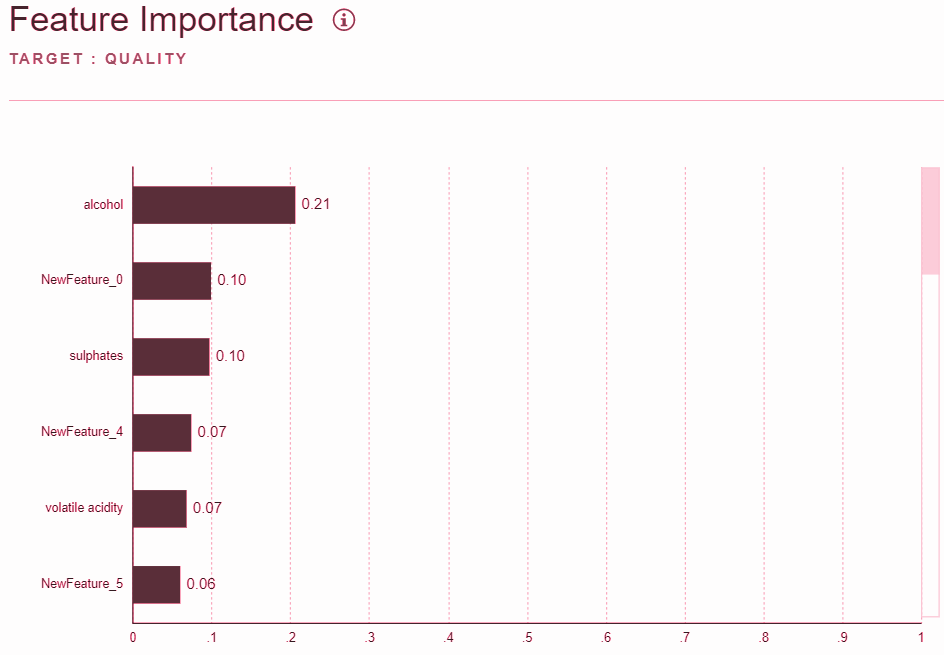 Feature Importance
TARGET : QUALITY
alcohol 0.21
NewFeature_0 0.10
sulphates 0.10
NewFeature_4 0.07
volatile acidity 0.07
NewFeature_5 0.06
0 .1 .2 .3 .4 .5 .6 .7 .8 .9 1